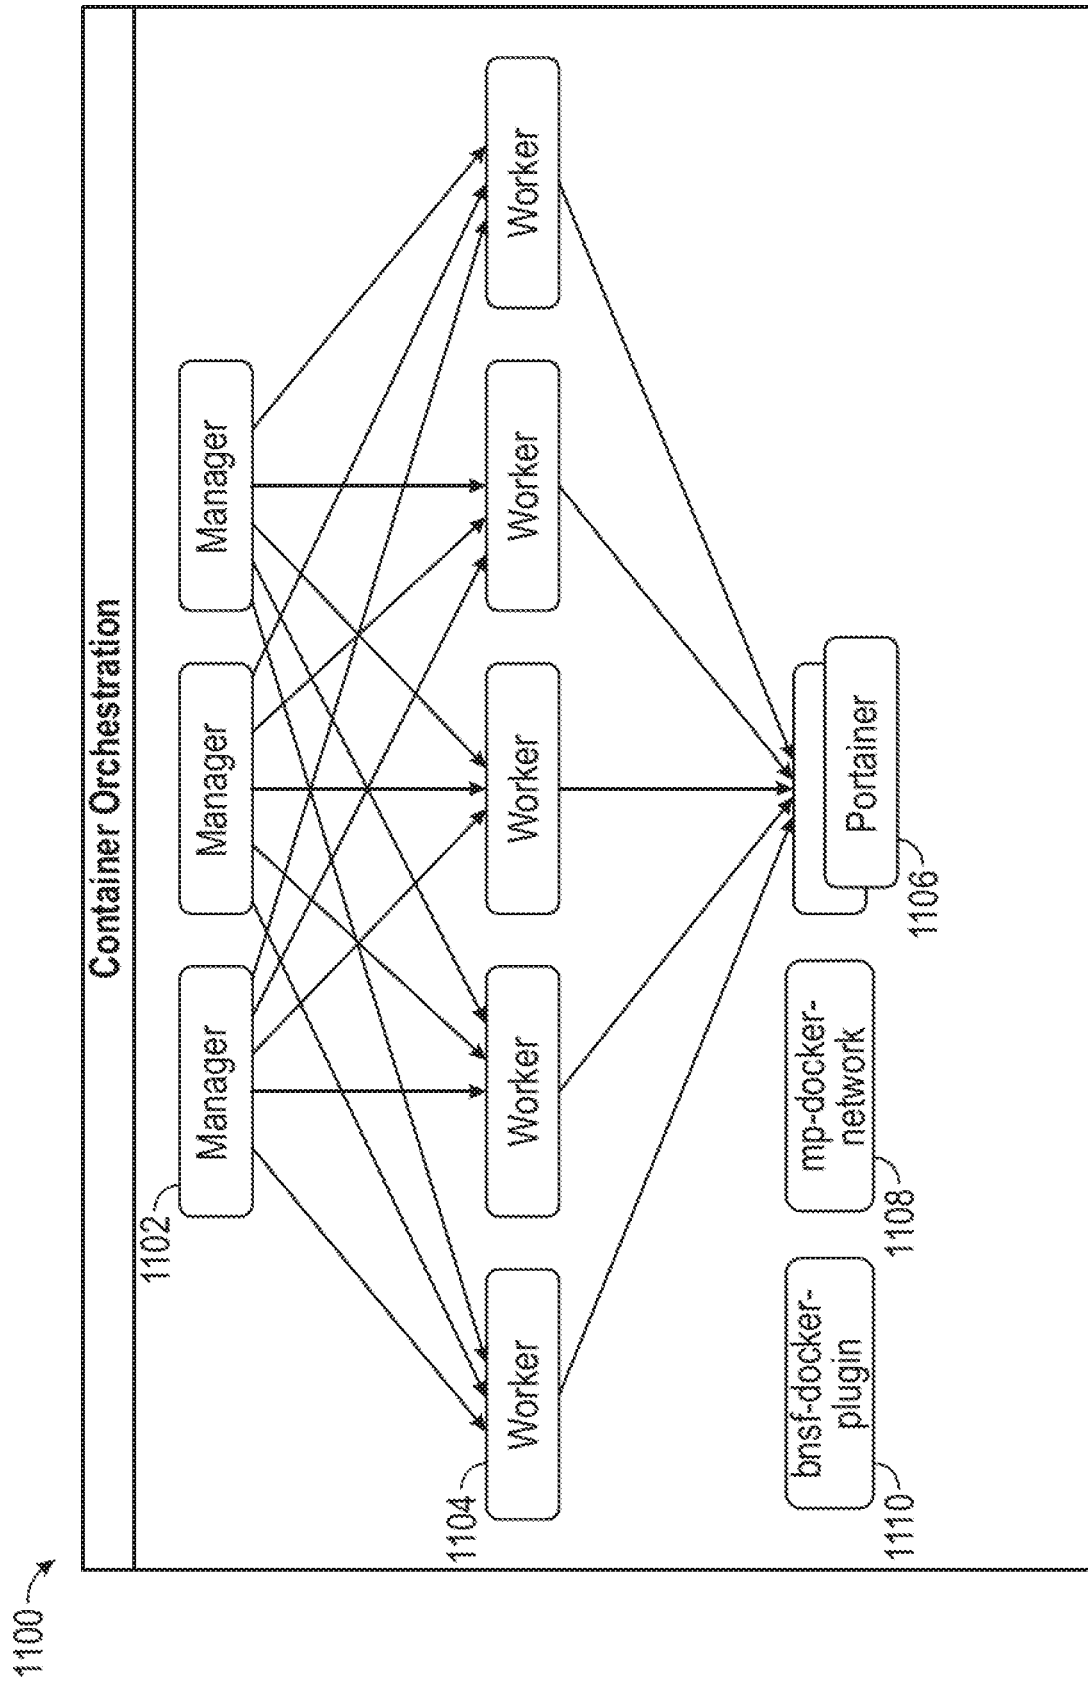 1100
Container Orchestration
1102
Manager
Manager
Manager
1104
Worker
Worker
Worker
Worker
Worker
bnsf-docker-
plugin
1110
mp-docker-
network
1108
Portainer
1106